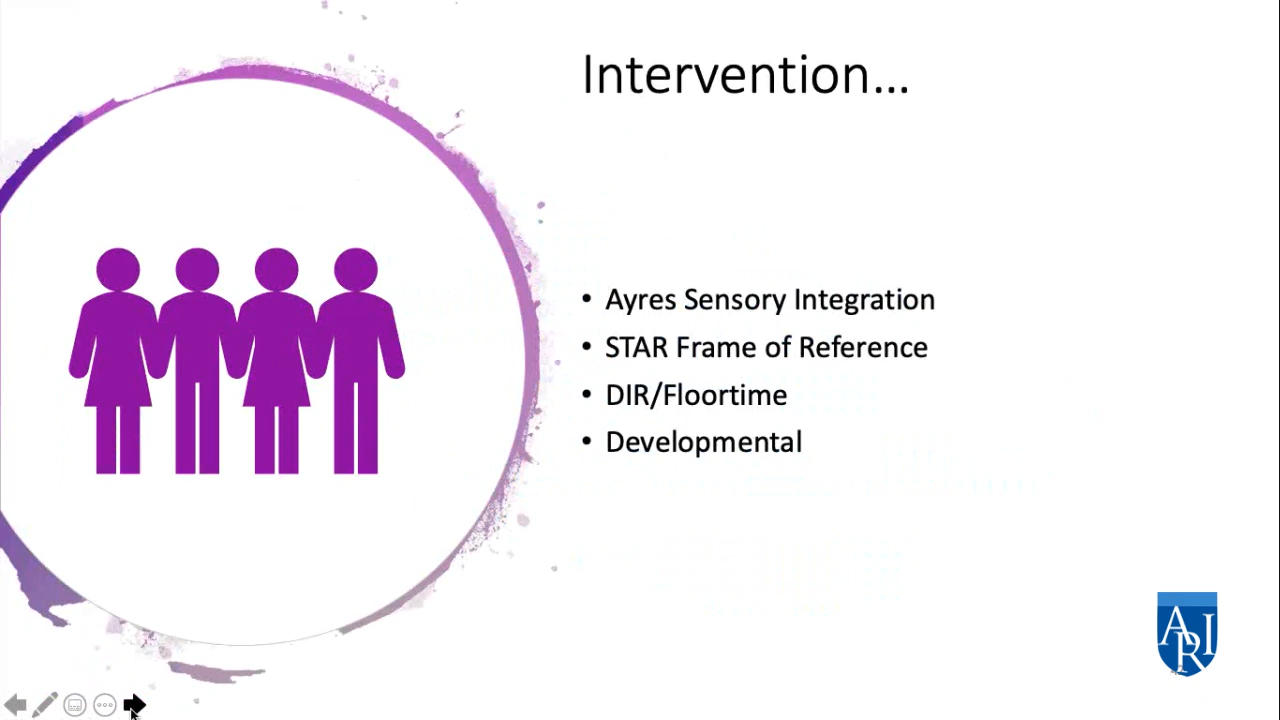 Intervention...
• Ayres Sensory Integration
• STAR Frame of Reference
• DIR/Floortime
• Developmental
ARI